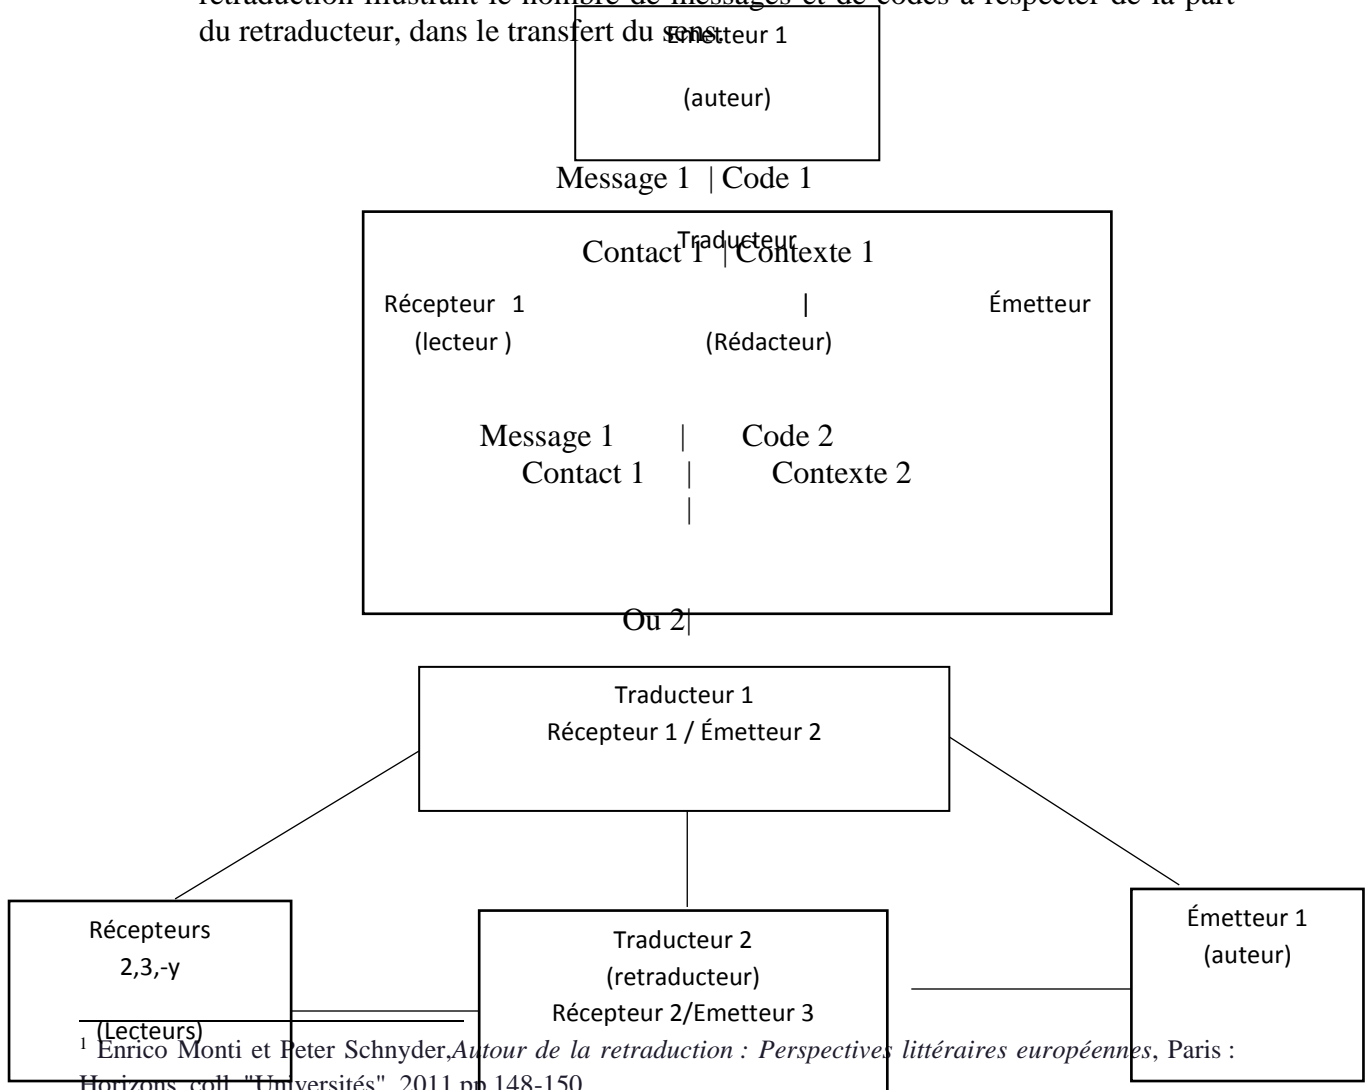 retraduction illustrant le nombre de messages et de codes à respecter de la part
du retraducteur, dans le transfert du sens.
Emetteur 1
(auteur)
Message 1 | Code 1
Traducteur
Contact 1 | Contexte 1
Récepteur 1 | Émetteur
(lecteur ) (Rédacteur)
Message 1 | Code 2
Contact 1 | Contexte 2
|
Ou 2|
Traducteur 1
Récepteur 1 / Émetteur 2
Récepteurs
2,3,-y
(Lecteurs)
Traducteur 2
(retraducteur)
Récepteur 2/Emetteur 3
Émetteur 1
(auteur)
1 Enrico Monti et Peter Schnyder,Autour de la retraduction : Perspectives littéraires européennes, Paris :
Horizons, coll. "Universités", 2011,pp.148-150